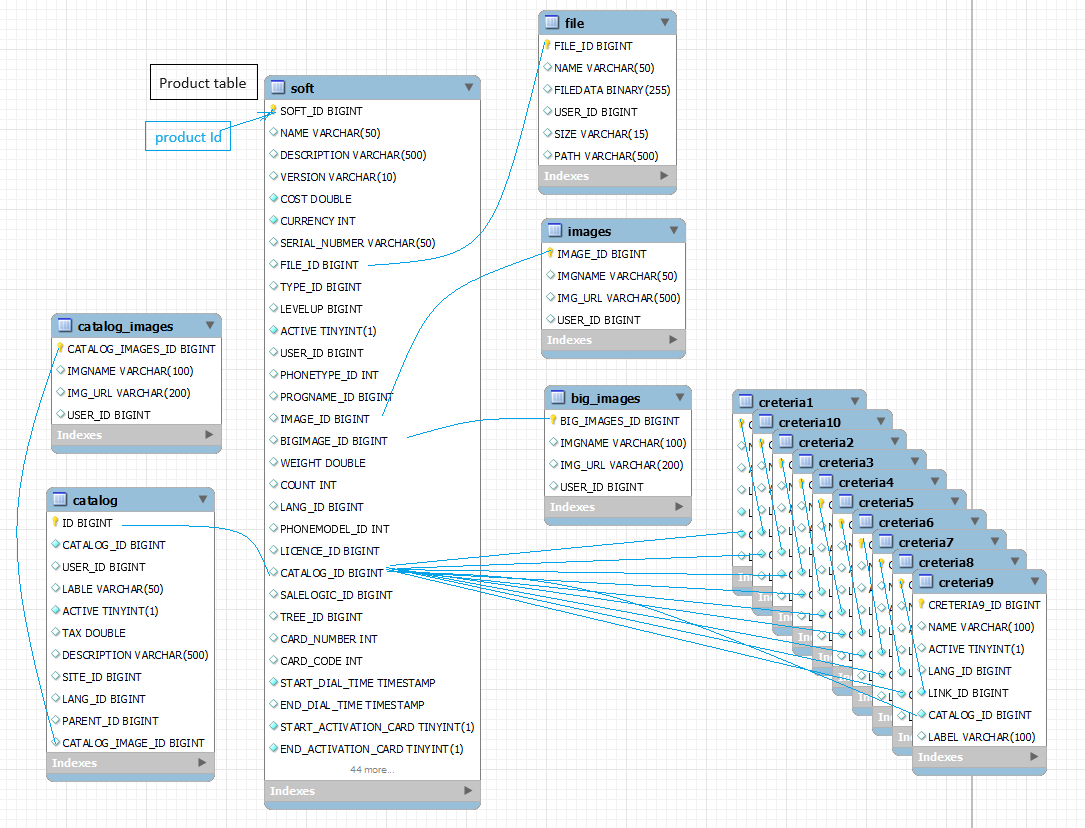 Product table
product Id
soft
SOFT_ID BIGINT
NAME VARCHAR(50)
DESCRIPTION VARCHAR(500)
VERSION VARCHAR(10)
COST DOUBLE
CURRENCY INT
SERIAL_NUBMER VARCHAR(50)
FILE_ID BIGINT
TYPE_ID BIGINT
LEVELUP BIGINT
ACTIVE TINYINT(1)
USER_ID BIGINT
PHONETYPE_ID INT
PROGNAME_ID BIGINT
IMAGE_ID BIGINT
BIGIMAGE_ID BIGINT
WEIGHT DOUBLE
COUNT INT
LANG_ID BIGINT
PHONEMODEL_ID INT
LICENCE_ID BIGINT
CATALOG_ID BIGINT
SALELOGIC_ID BIGINT
TREE_ID BIGINT
CARD_NUMBER INT
CARD_CODE INT
START_DIAL_TIME TIMESTAMP
END_DIAL_TIME TIMESTAMP
START_ACTIVATION_CARD TINYINT(1)
END_ACTIVATION_CARD TINYINT(1)
44 more...
Indexes
file
FILE_ID BIGINT
NAME VARCHAR(50)
FILEDATA BINARY(255)
USER_ID BIGINT
SIZE VARCHAR(15)
PATH VARCHAR(500)
Indexes
images
IMAGE_ID BIGINT
IMGNAME VARCHAR(50)
IMG_URL VARCHAR(500)
USER_ID BIGINT
Indexes
catalog_images
CATALOG_IMAGES_ID BIGINT
IMGNAME VARCHAR(100)
IMG_URL VARCHAR(200)
USER_ID BIGINT
Indexes
big_images
BIG_IMAGES_ID BIGINT
IMGNAME VARCHAR(100)
IMG_URL VARCHAR(200)
USER_ID BIGINT
Indexes
catalog
ID BIGINT
CATALOG_ID BIGINT
USER_ID BIGINT
LABLE VARCHAR(50)
ACTIVE TINYINT(1)
TAX DOUBLE
DESCRIPTION VARCHAR(500)
SITE_ID BIGINT
LANG_ID BIGINT
PARENT_ID BIGINT
CATALOG_IMAGE_ID BIGINT
Indexes
creteria1
creteria10
creteria2
creteria3
creteria4
creteria5
creteria6
creteria7
creteria8
creteria9
CRETERIA9_ID BIGINT
NAME VARCHAR(100)
ACTIVE TINYINT(1)
LANG_ID BIGINT
LINK_ID BIGINT
CATALOG_ID BIGINT
LABEL VARCHAR(100)
Indexes